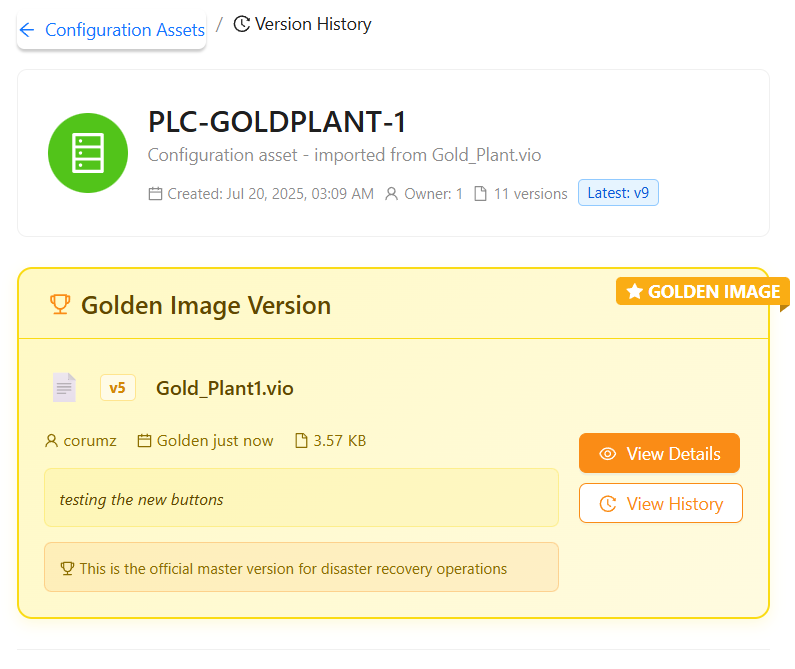 Configuration Assets / Version History
PLC-GOLDPLANT-1
Configuration asset - imported from Gold_Plant.vio
Created: Jul 20, 2025, 03:09 AM Owner: 1 11 versions Latest: v9
GOLDEN IMAGE
Golden Image Version
v5 Gold_Plant1.vio
corumz Golden just now 3.57 KB
View Details
testing the new buttons
View History
This is the official master version for disaster recovery operations